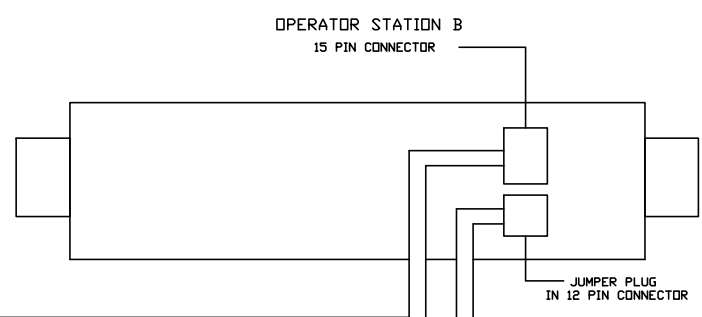 OPERATOR STATION B
15 PIN CONNECTOR
JUMPER PLUG
IN 12 PIN CONNECTOR